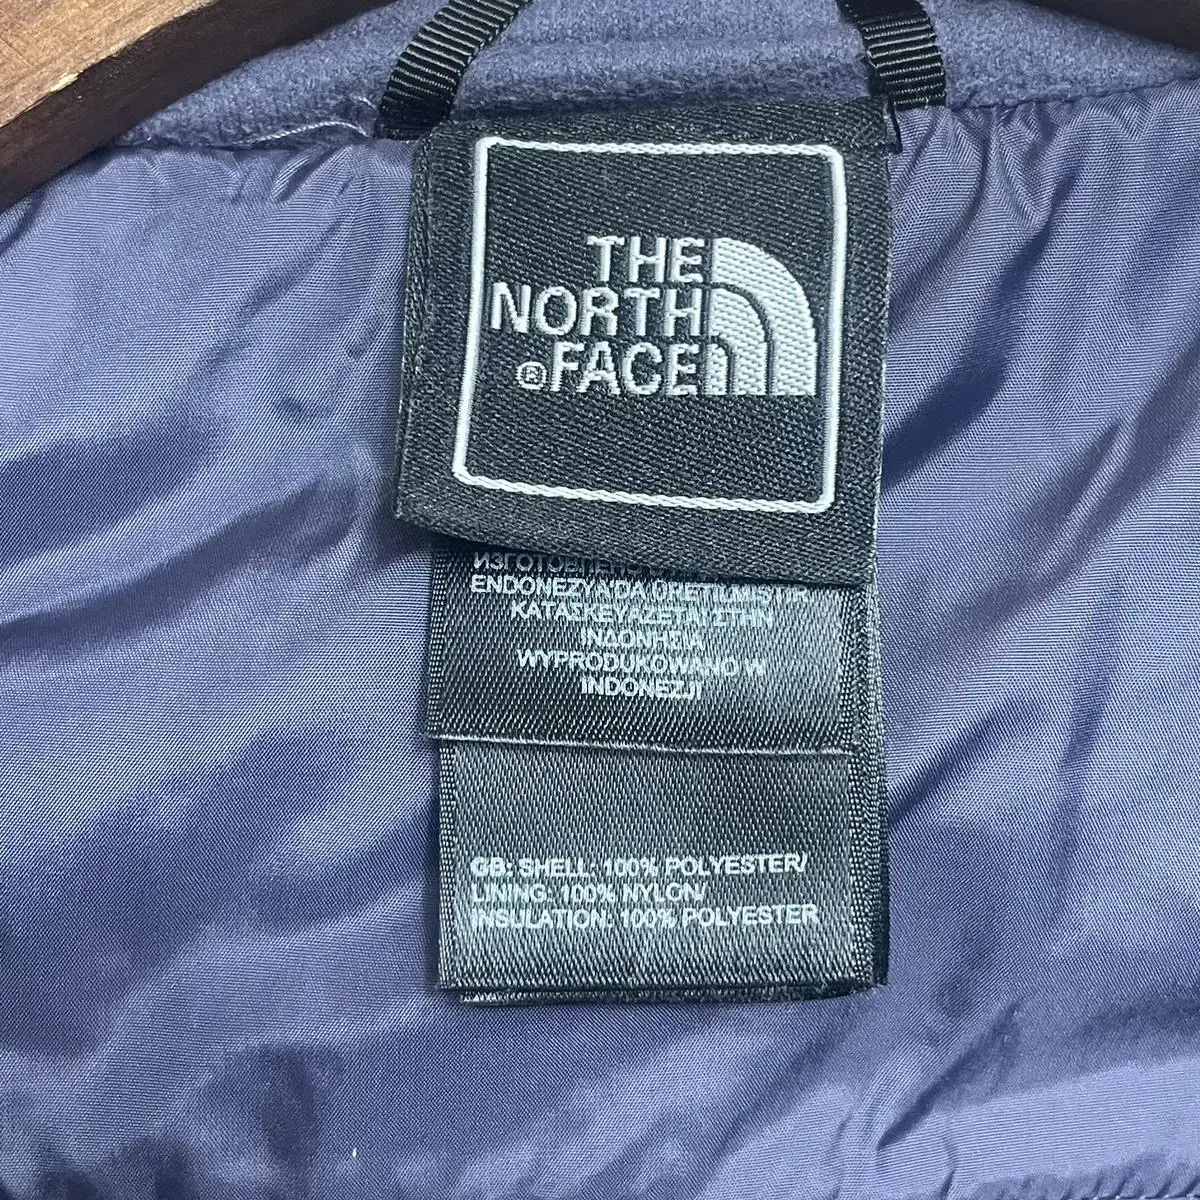 THE
NORTH
®FACE
ENDONEZYA'DA ÜRETİLMİŞTİR
ΚΑΤΑΣΚΕΥΑΖΕΤΑΙ ΣΤΗΝ
ΙΝΔΟΝΗΣΙΑ
WYPRODUKOWANO W
INDONEZJI
GB: SHELL: 100% POLYESTER/
LINING: 100% NYLON/
INSULATION: 100% POLYESTER